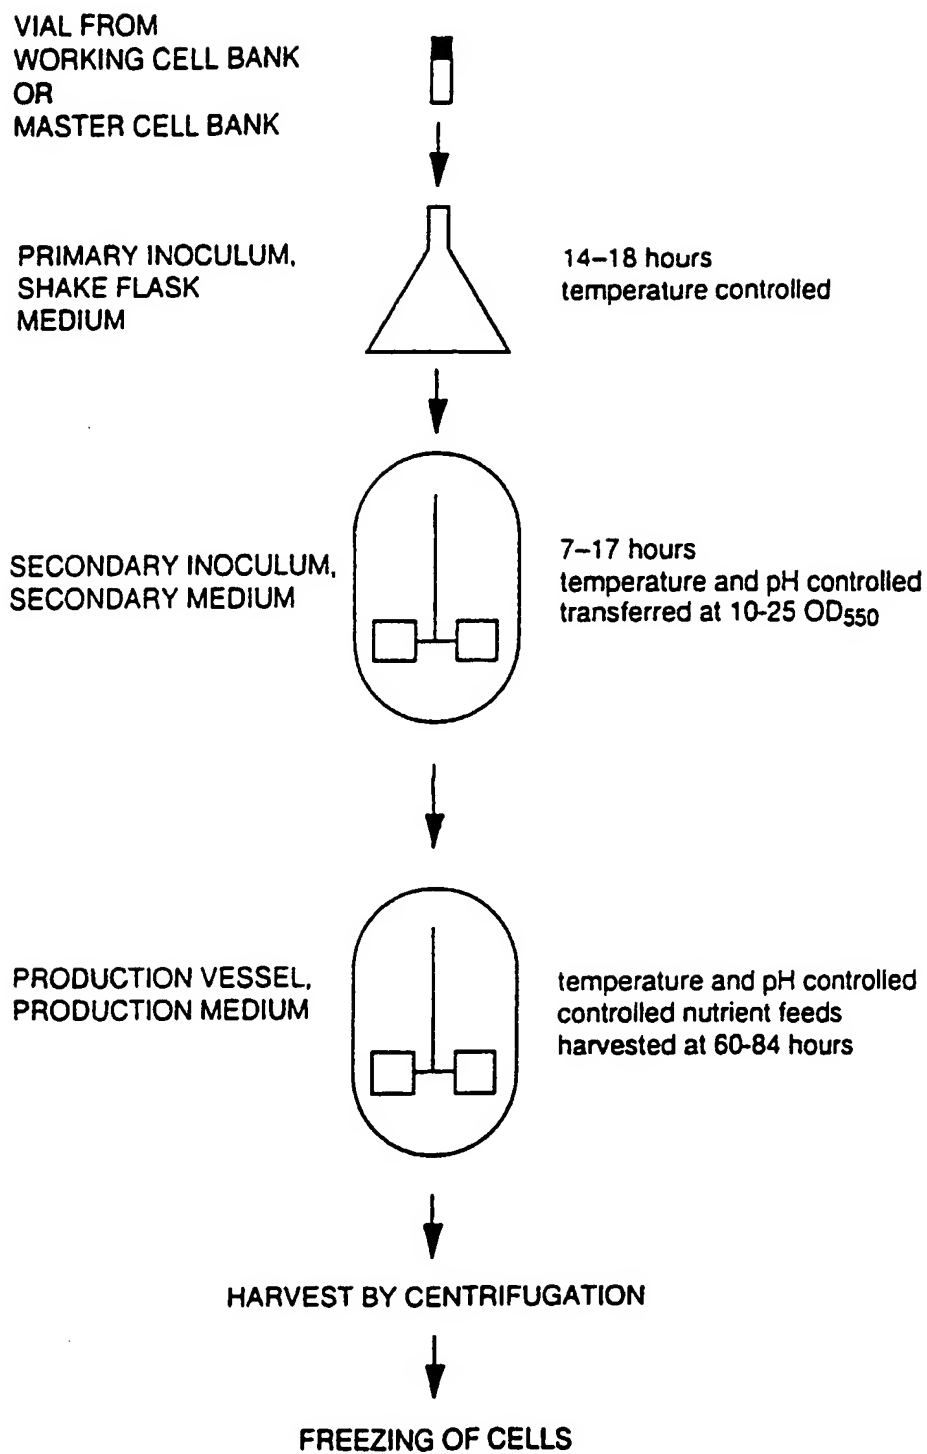 VIAL FROM
WORKING CELL BANK
OR
MASTER CELL BANK
PRIMARY INOCULUM,
SHAKE FLASK
MEDIUM
14–18 hours
temperature controlled
SECONDARY INOCULUM,
SECONDARY MEDIUM
7–17 hours
temperature and pH controlled
transferred at 10-25 OD550
PRODUCTION VESSEL,
PRODUCTION MEDIUM
temperature and pH controlled
controlled nutrient feeds
harvested at 60-84 hours
HARVEST BY CENTRIFUGATION
FREEZING OF CELLS